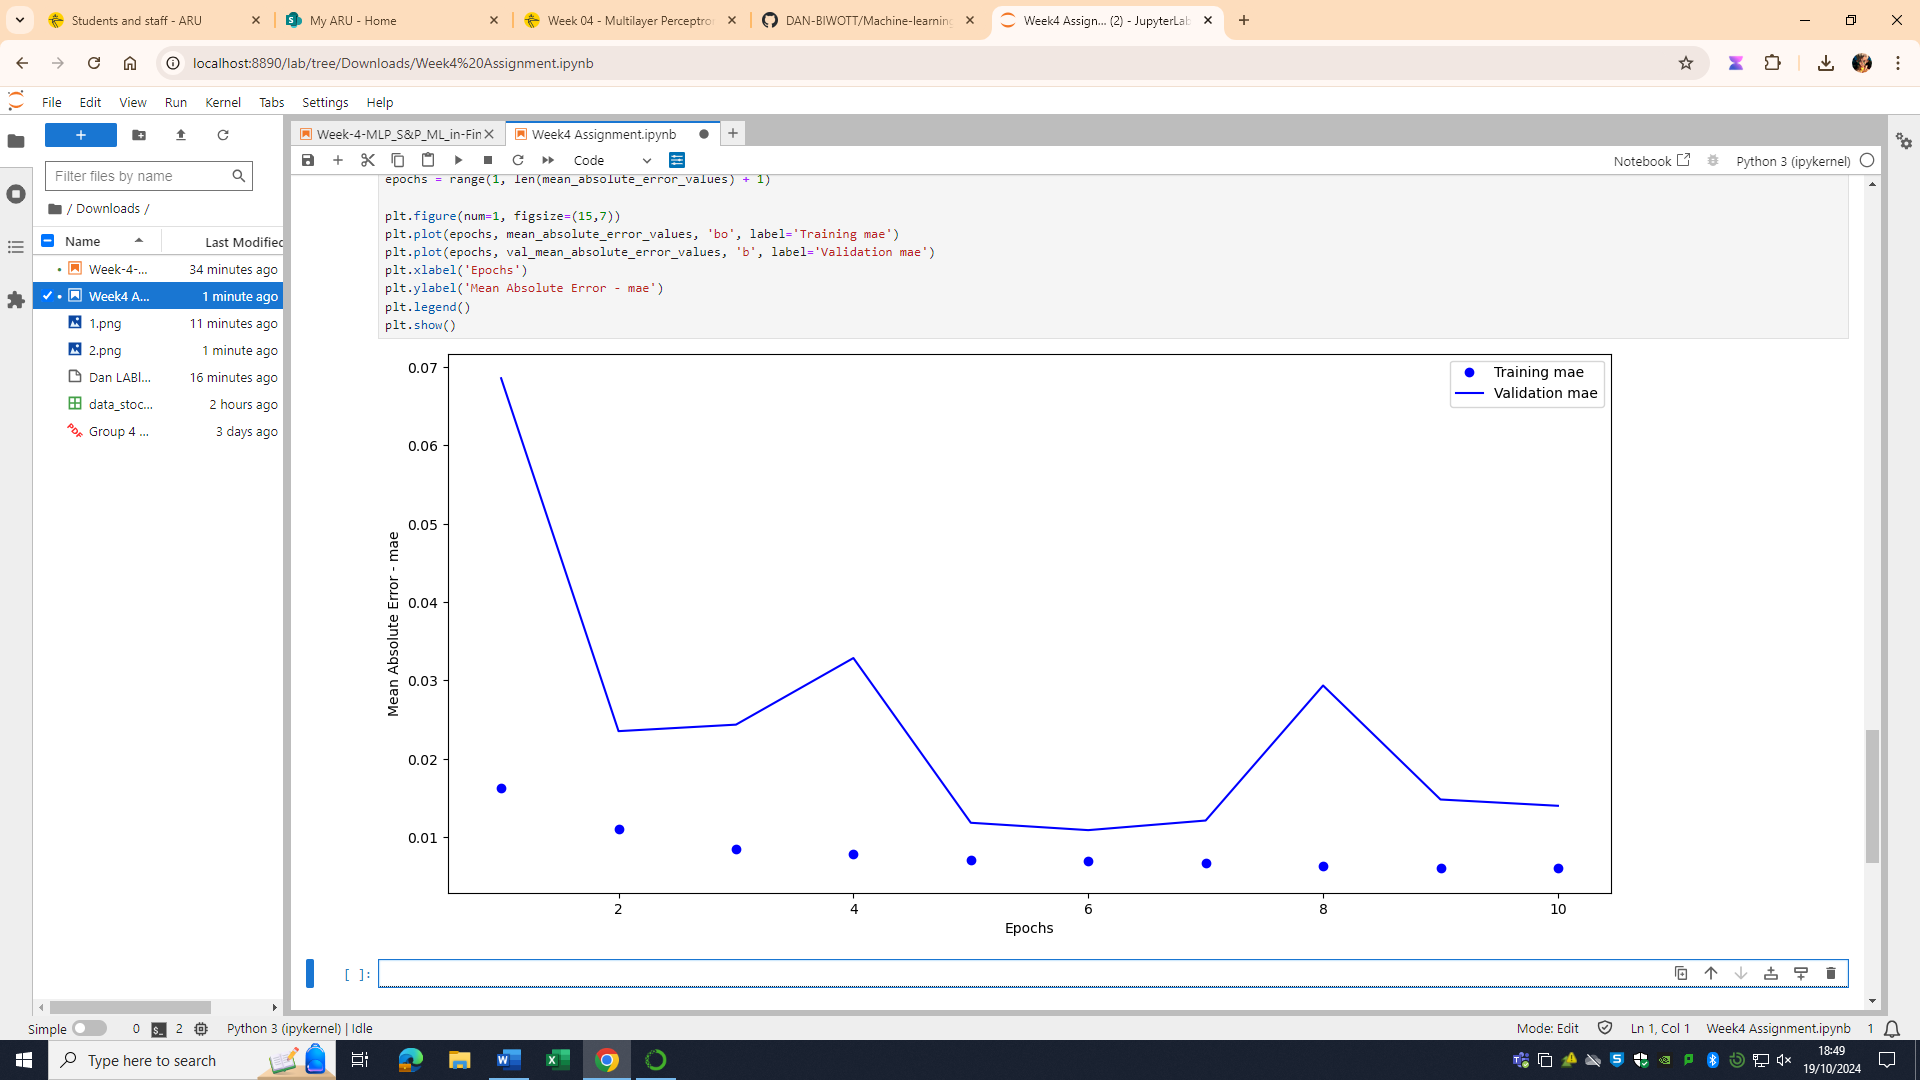 Students and staff - ARU
My ARU - Home
Week 04 - Multilayer Perceptron
DAN-BIWOTT/Machine-learning
Week4 Assign... (2) - JupyterLab
localhost:8890/lab/tree/Downloads/Week4%20Assignment.ipynb
File Edit View Run Kernel Tabs Settings Help
+
Week-4-MLP_S&P_ML_in-Fin
Week4 Assignment.ipynb
Code
Notebook
Python 3 (ipykernel)
Filter files by name
/ Downloads /
Name
Last Modified
Week-4-... 34 minutes ago
Week4 A... 1 minute ago
1.png 11 minutes ago
2.png 1 minute ago
Dan LABl... 16 minutes ago
data_stoc... 2 hours ago
Group 4 ... 3 days ago
epochs = range(1, len(mean_absolute_error_values) + 1)
plt.figure(num=1, figsize=(15,7))
plt.plot(epochs, mean_absolute_error_values, 'bo', label='Training mae')
plt.plot(epochs, val_mean_absolute_error_values, 'b', label='Validation mae')
plt.xlabel('Epochs')
plt.ylabel('Mean Absolute Error - mae')
plt.legend()
plt.show()
Training mae
Validation mae
0.07
0.06
0.05
0.04
0.03
0.02
0.01
Mean Absolute Error - mae
2 4 6 8 10
Epochs
[ ]:
Simple
0
2
Python 3 (ipykernel) | Idle
Mode: Edit
Ln 1, Col 1
Week4 Assignment.ipynb
1
Type here to search
18:49
19/10/2024